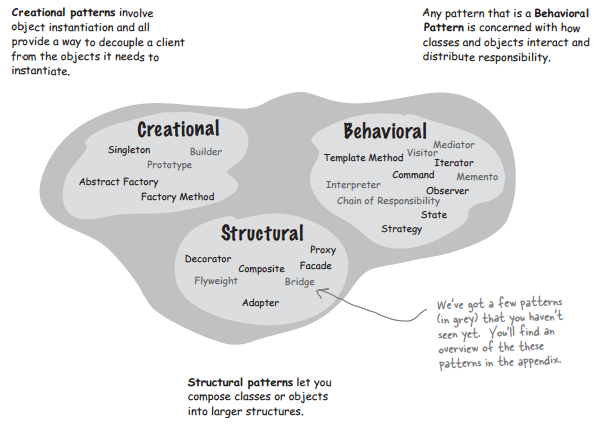 Creational patterns involve
object instantiation and all
provide a way to decouple a client
from the objects it needs to
instantiate.
Any pattern that is a Behavioral
Pattern is concerned with how
classes and objects interact and
distribute responsibility.
Creational
Singleton
Builder
Prototype
Abstract Factory
Factory Method
Behavioral
Mediator
Template Method
Visitor
Iterator
Command
Memento
Interpreter
Observer
Chain of Responsibility
State
Strategy
Structural
Proxy
Decorator
Composite
Facade
Flyweight
Bridge
Adapter
We've got a few patterns
(in grey) that you haven't
seen yet. You'll find an
overview of the these
patterns in the appendix.
Structural patterns let you
compose classes or objects
into larger structures.